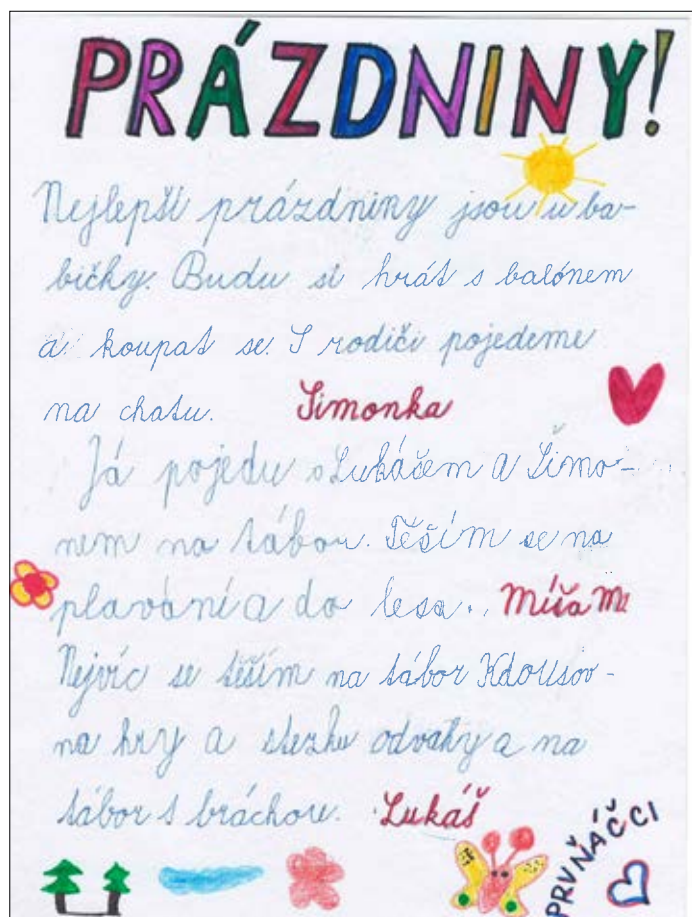 PRÁZDNINY!
Nejlepší prázdniny jsou u ba-
bičky. Budu si hrát s balónem
a koupat se. S rodiči pojedeme
na chatu. Simonka
Já pojedu s Lukášem a Šimo-
nem na tábor. Těším se na
plavání a do lesa. Míša M.
Nejvíc se těším na tábor Kdousov -
na hry a stezku odvahy a na
tábor s bráchou. Lukáš
PRVŇÁČCI